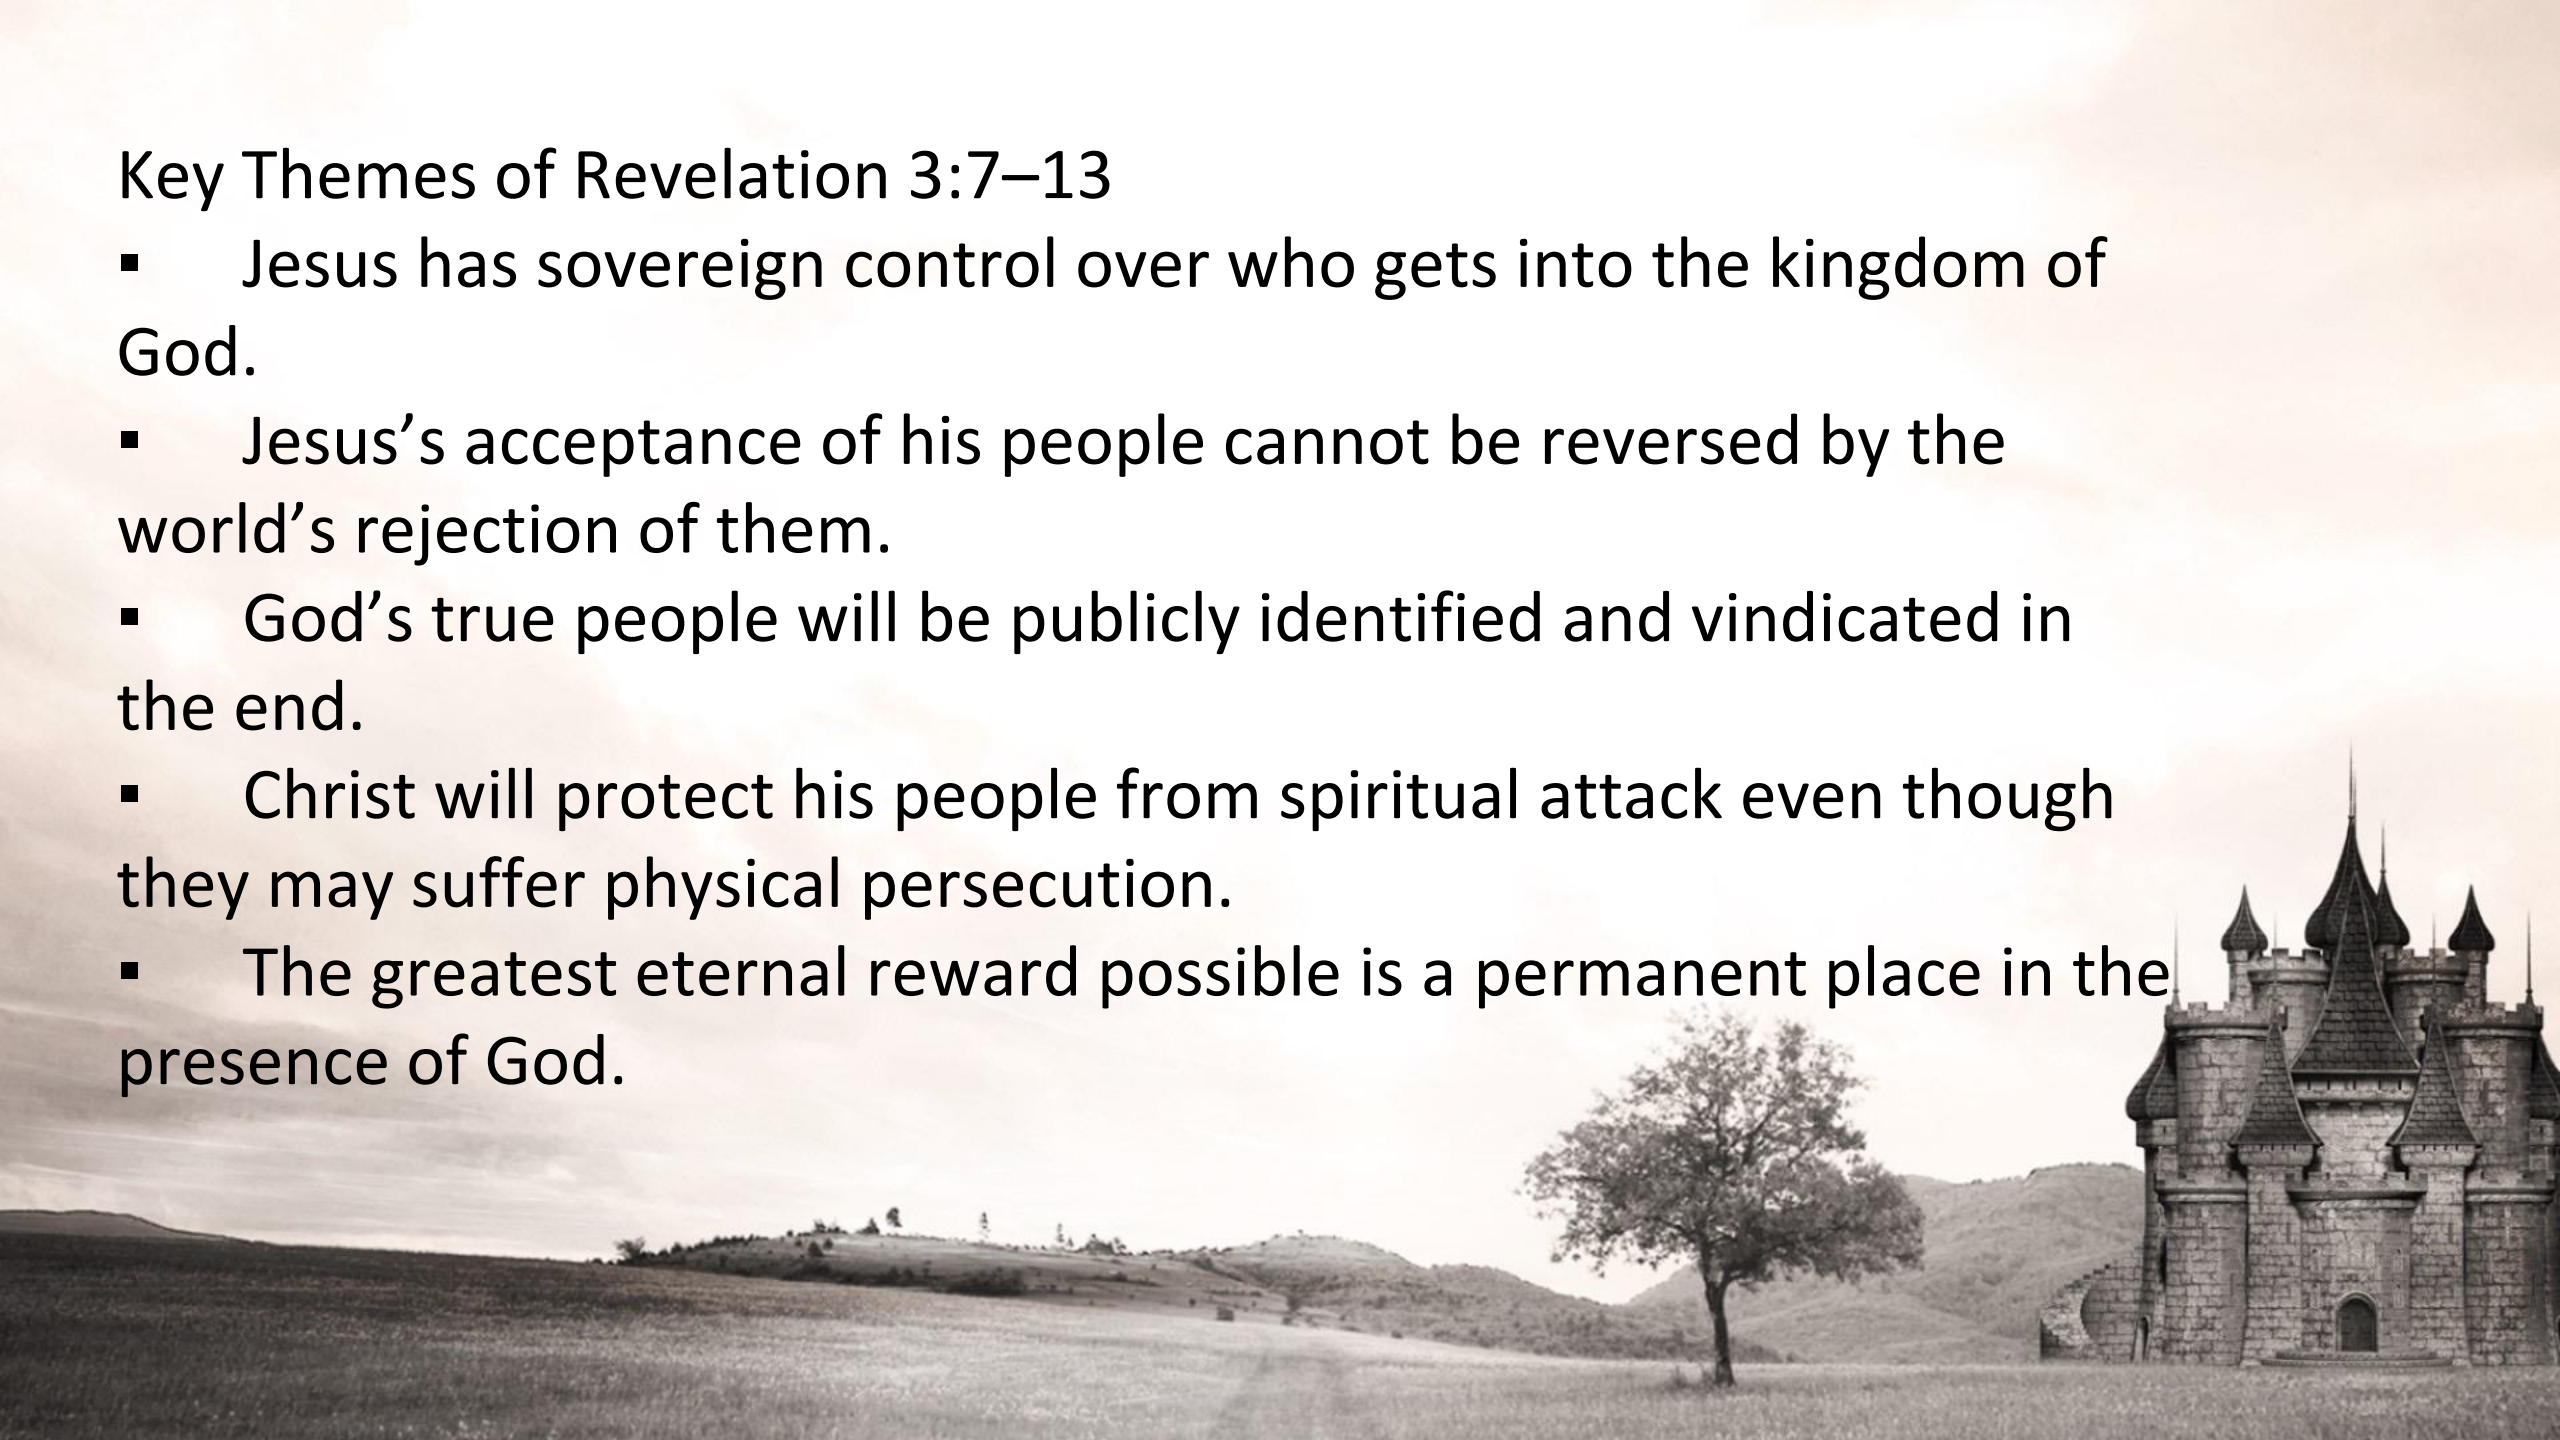 Key Themes of Revelation 3:7–13
▪ Jesus has sovereign control over who gets into the kingdom of
God.
▪ Jesus’s acceptance of his people cannot be reversed by the
world’s rejection of them.
▪ God’s true people will be publicly identified and vindicated in
the end.
▪ Christ will protect his people from spiritual attack even though
they may suffer physical persecution.
▪ The greatest eternal reward possible is a permanent place in the
presence of God.